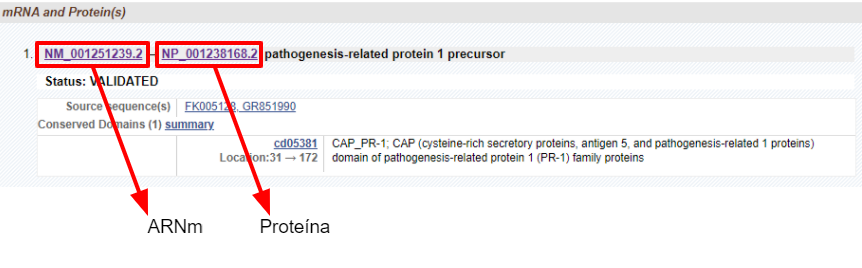 mRNA and Protein(s)
1. NM_001251239.2 – NP_001238168.2 pathogenesis-related protein 1 precursor
Status: VALIDATED
Source sequence(s) FK005128, GR851990
Conserved Domains (1) summary
cd05381 CAP_PR-1; CAP (cysteine-rich secretory proteins, antigen 5, and pathogenesis-related 1 proteins)
Location:31 → 172 domain of pathogenesis-related protein 1 (PR-1) family proteins
ARNm Proteína